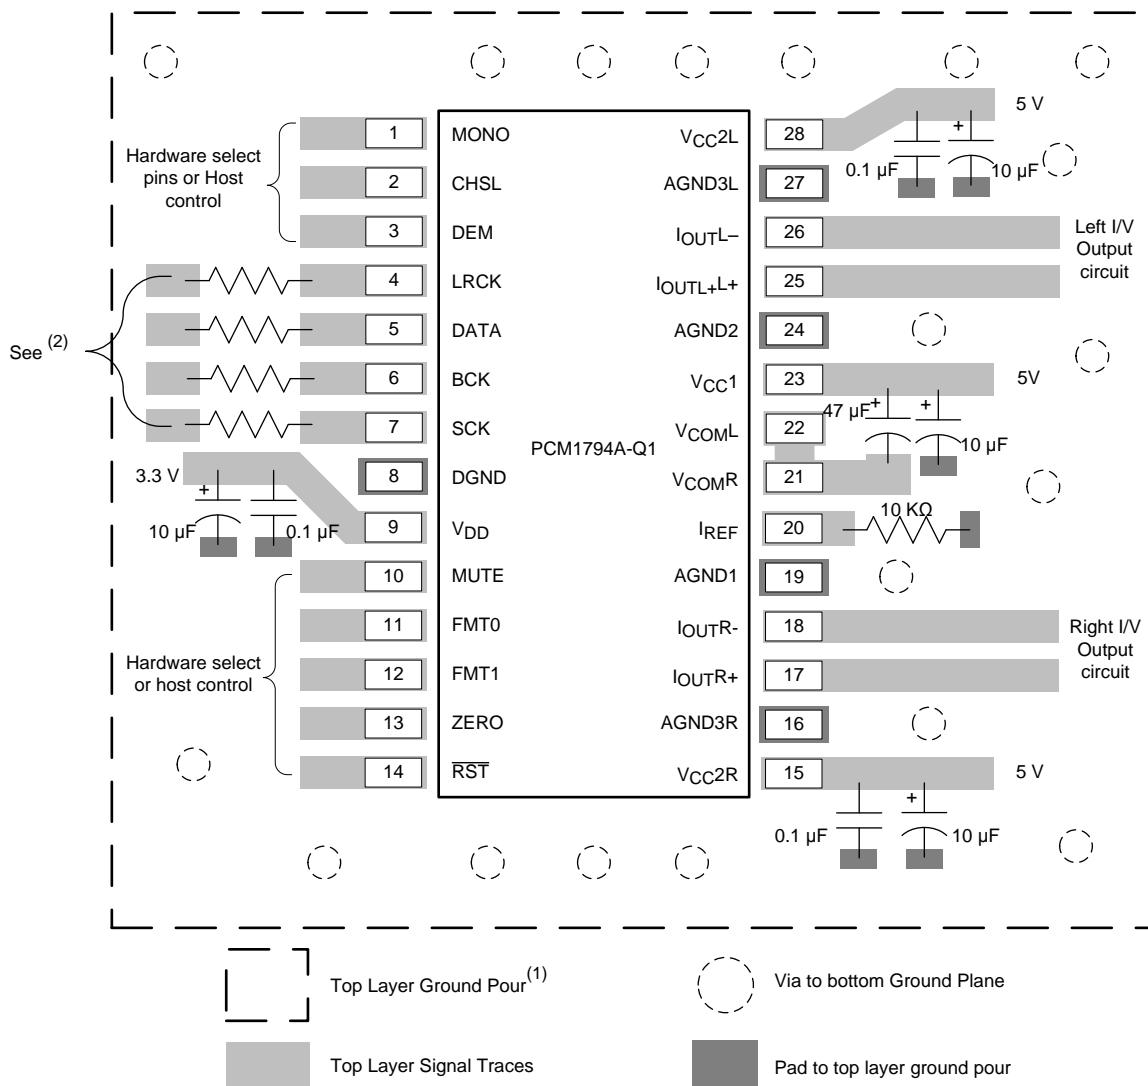 5 V
1
MONO
VCC2L
28
Hardware select
pins or Host
control
0.1 µF
+
10 µF
2
CHSL
AGND3L
27
3
DEM
IOUTL–
26
Left I/V
Output
circuit
4
LRCK
IOUTL+L+
25
See (2)
5
DATA
AGND2
24
6
BCK
VCC1
23
5V
7
SCK
VCOML
22
47 µF
+
+
10 µF
PCM1794A-Q1
3.3 V
8
DGND
VCOMR
21
+
10 µF
0.1 µF
9
VDD
IREF
20
10 KΩ
10
MUTE
AGND1
19
11
FMT0
IOUTR-
18
Right I/V
Output
circuit
Hardware select
or host control
12
FMT1
IOUTR+
17
13
ZERO
AGND3R
16
14
RST
VCC2R
15
5 V
0.1 µF
+
10 µF
Top Layer Ground Pour(1)
Via to bottom Ground Plane
Top Layer Signal Traces
Pad to top layer ground pour